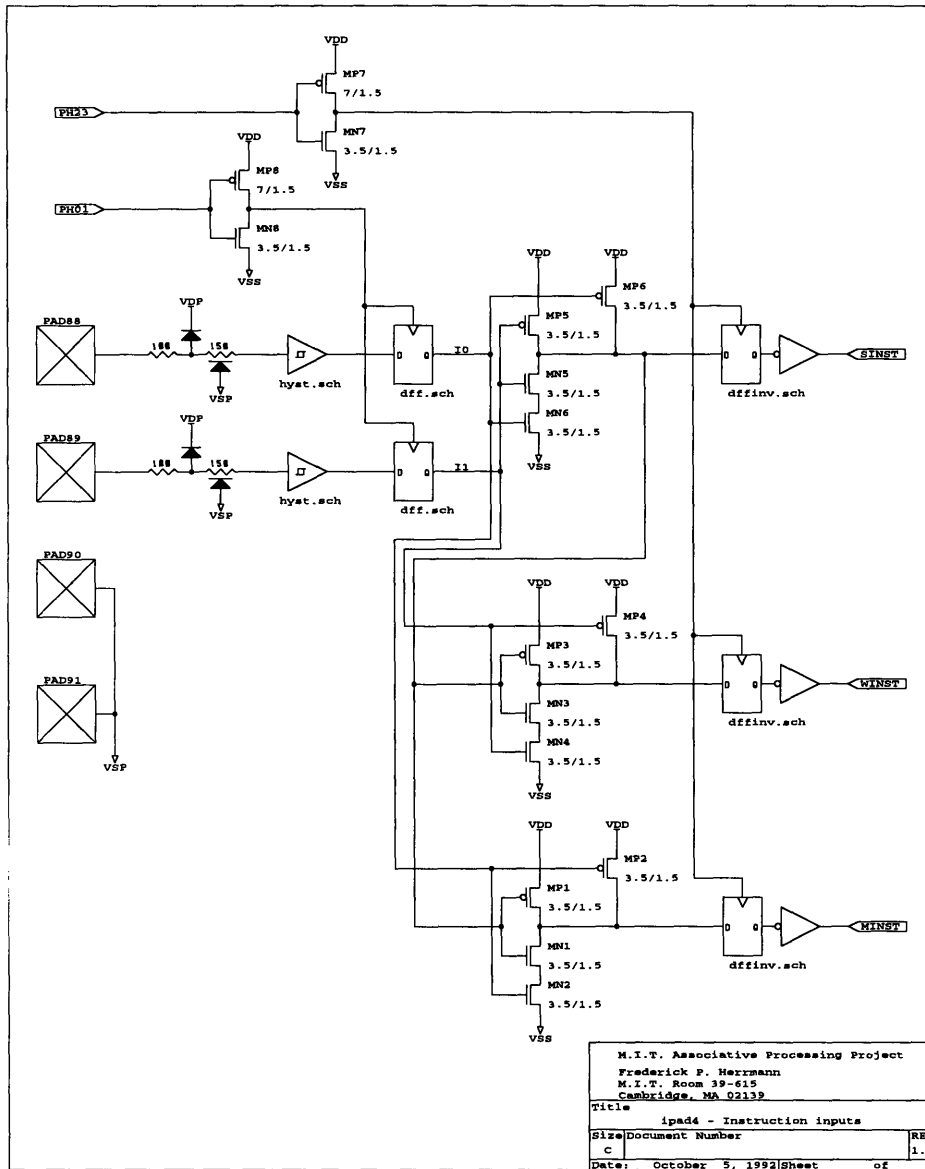 VDD
MP7
7/1.5
PH23
MN7
3.5/1.5
VSS
VDD
MP8
7/1.5
PH01
MN8
3.5/1.5
VSS
VDD
VDD
MP6
3.5/1.5
MP5
3.5/1.5
PAD88
VDP
100
150
VSP
hyst.sch
D
Q
dff.sch
I0
MN5
3.5/1.5
MN6
3.5/1.5
VSS
D
Q
dffinv.sch
SINST
PAD89
VDP
100
150
VSP
hyst.sch
D
Q
dff.sch
I1
PAD90
PAD91
VSP
VDD
VDD
MP4
3.5/1.5
MP3
3.5/1.5
MN3
3.5/1.5
MN4
3.5/1.5
VSS
D
Q
dffinv.sch
WINST
VDD
VDD
MP2
3.5/1.5
MP1
3.5/1.5
MN1
3.5/1.5
MN2
3.5/1.5
VSS
D
Q
dffinv.sch
MINST
M.I.T. Associative Processing Project
Frederick P. Herrmann
M.I.T. Room 39-615
Cambridge, MA 02139
Title
ipad4 - Instruction inputs
Size Document Number RE
C 1.
Date: October 5, 1992 Sheet of